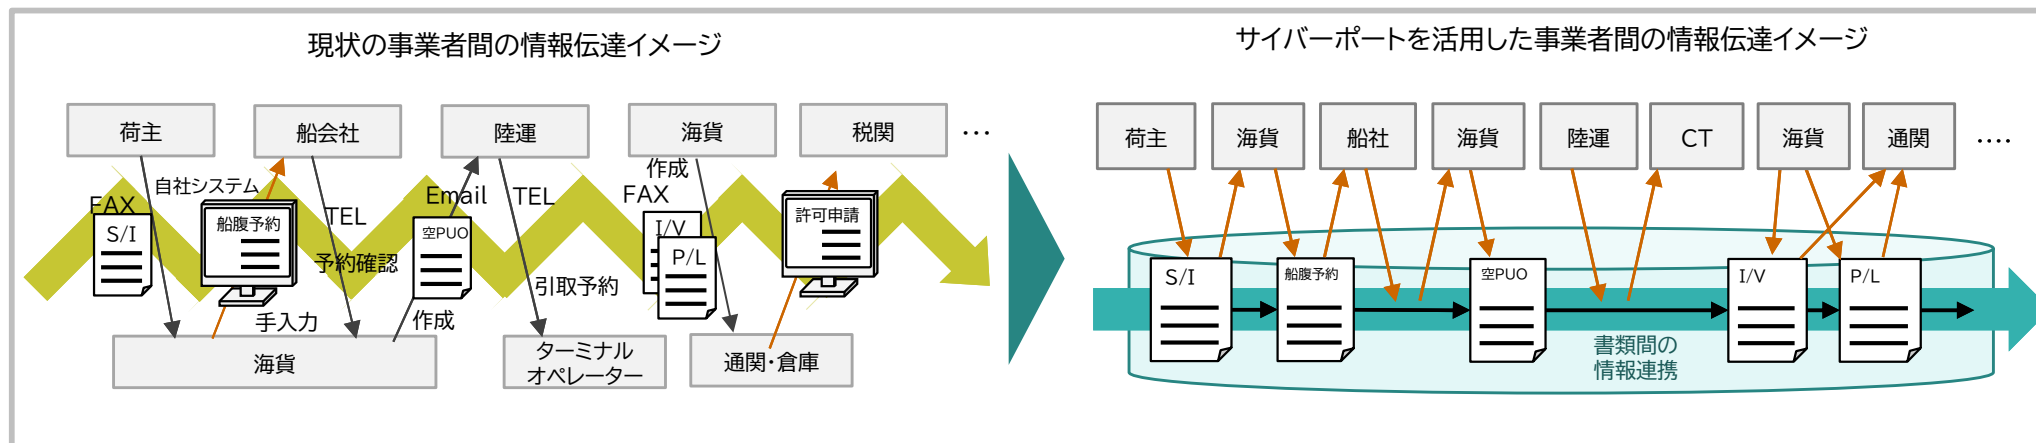 現状の事業者間の情報伝達イメージ
荷主
船会社
陸運
海貨
税関
…
FAX
S/I
自社システム
船腹予約
手入力
TEL
予約確認
空PUO
作成
Email
TEL
引取予約
FAX
I/V
P/L
作成
許可申請
海貨
ターミナル
オペレーター
通関・倉庫
サイバーポートを活用した事業者間の情報伝達イメージ
荷主
海貨
船社
海貨
陸運
CT
海貨
通関
….
S/I
船腹予約
空PUO
I/V
P/L
書類間の
情報連携